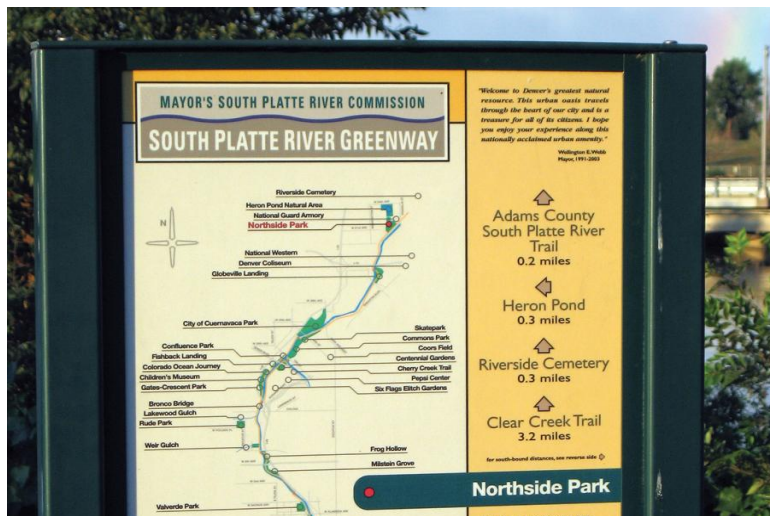 MAYOR'S SOUTH PLATTE RIVER COMMISSION
SOUTH PLATTE RIVER GREENWAY
"Welcome to Denver's greatest natural
resource. This urban oasis travels
through the heart of our city and is a
treasure for all of its citizens. I hope
you enjoy your experience along this
nationally acclaimed urban amenity."
Wellington E. Webb
Mayor, 1991-2003
N
Riverside Cemetery
Heron Pond Natural Area
National Guard Armory
Northside Park
National Western
Denver Coliseum
Globeville Landing
City of Cuernavaca Park
Skatepark
Commons Park
Confluence Park
Coors Field
Fishback Landing
Centennial Gardens
Colorado Ocean Journey
Cherry Creek Trail
Children's Museum
Pepsi Center
Gates-Crescent Park
Six Flags Elitch Gardens
Bronco Bridge
Lakewood Gulch
Rude Park
Weir Gulch
Frog Hollow
Milstein Grove
Valverde Park
Adams County
South Platte River
Trail
0.2 miles
Heron Pond
0.3 miles
Riverside Cemetery
0.3 miles
Clear Creek Trail
3.2 miles
for south-bound distances, see reverse side
Northside Park